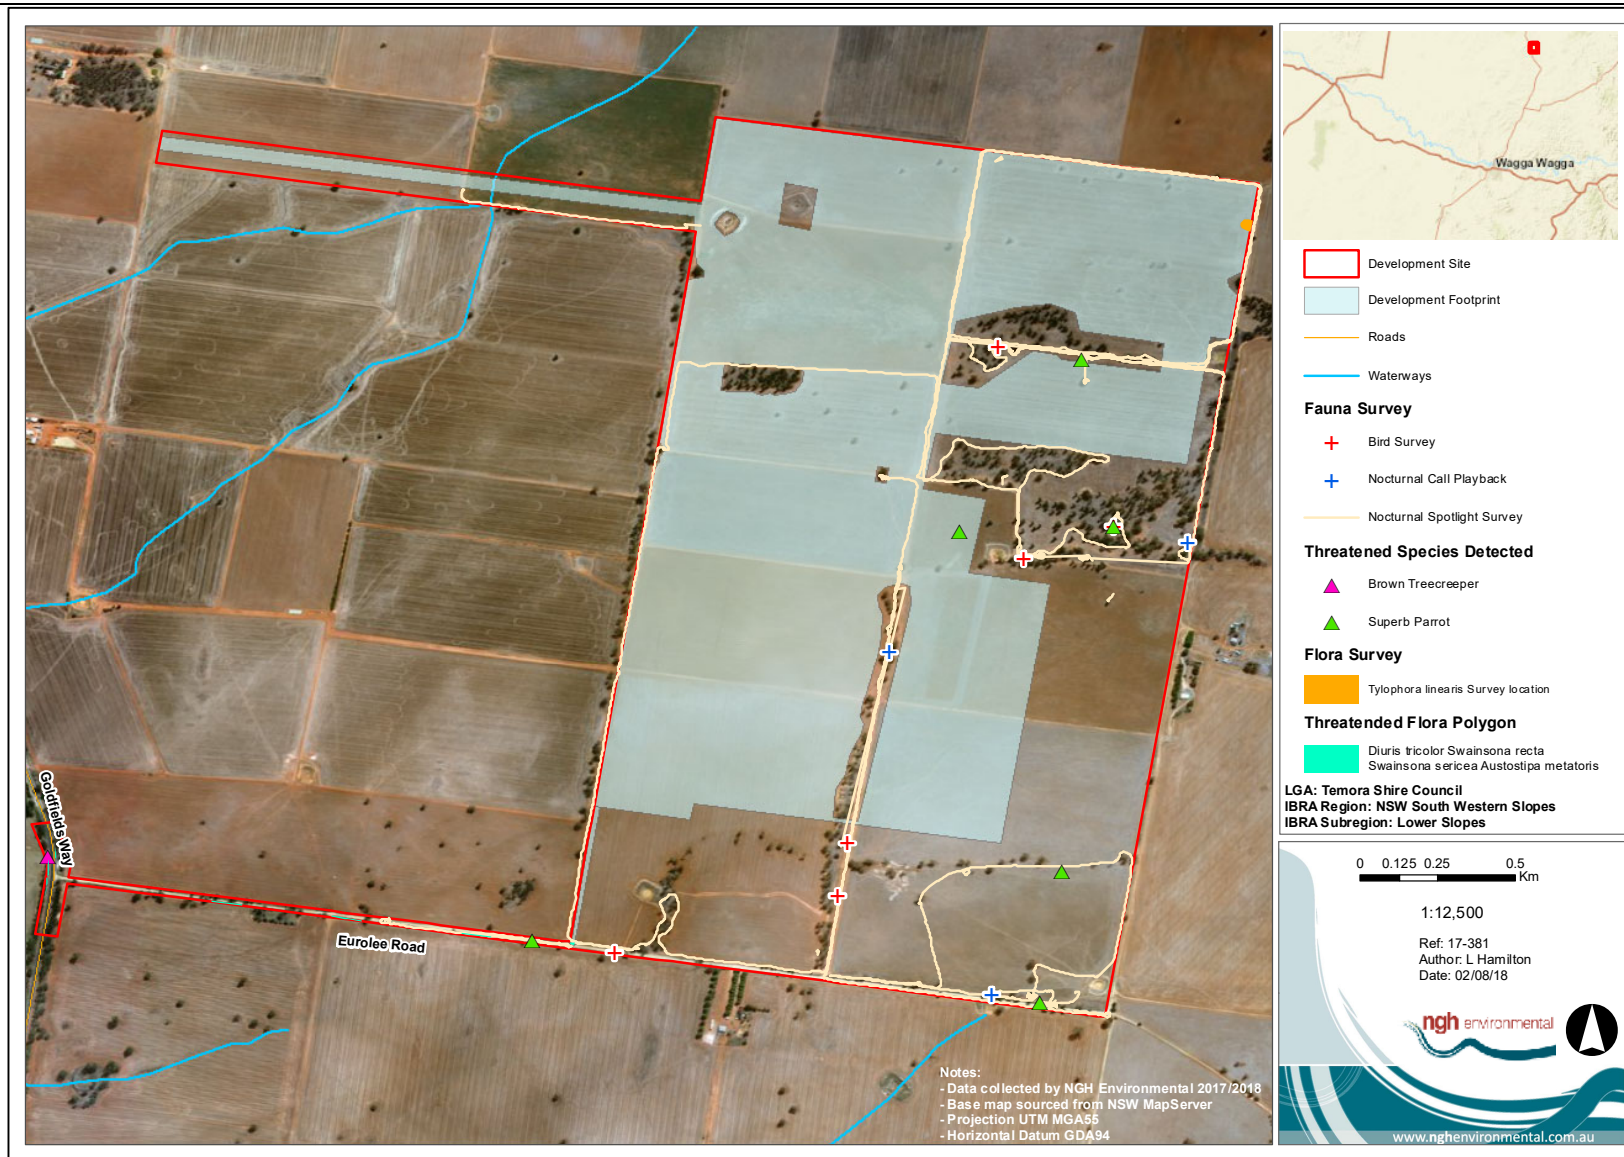 Wagga Wagga
Development Site
Development Footprint
Roads
Waterways
Fauna Survey
Bird Survey
Nocturnal Call Playback
Nocturnal Spotlight Survey
Threatened Species Detected
Brown Treecreeper
Superb Parrot
Flora Survey
Tylophora linearis Survey location
Threatended Flora Polygon
Diuris tricolor Swainsona recta
Swainsona sericea Austostipa metatoris
LGA: Temora Shire Council
IBRA Region: NSW South Western Slopes
IBRA Subregion: Lower Slopes
Goldfields Way
Eurolee Road
Notes:
- Data collected by NGH Environmental 2017/2018
- Base map sourced from NSW MapServer
- Projection UTM MGA55
- Horizontal Datum GDA94
0 0.125 0.25 0.5
Km
1:12,500
Ref: 17-381
Author: L Hamilton
Date: 02/08/18
ngh environmental
www.nghenvironmental.com.au